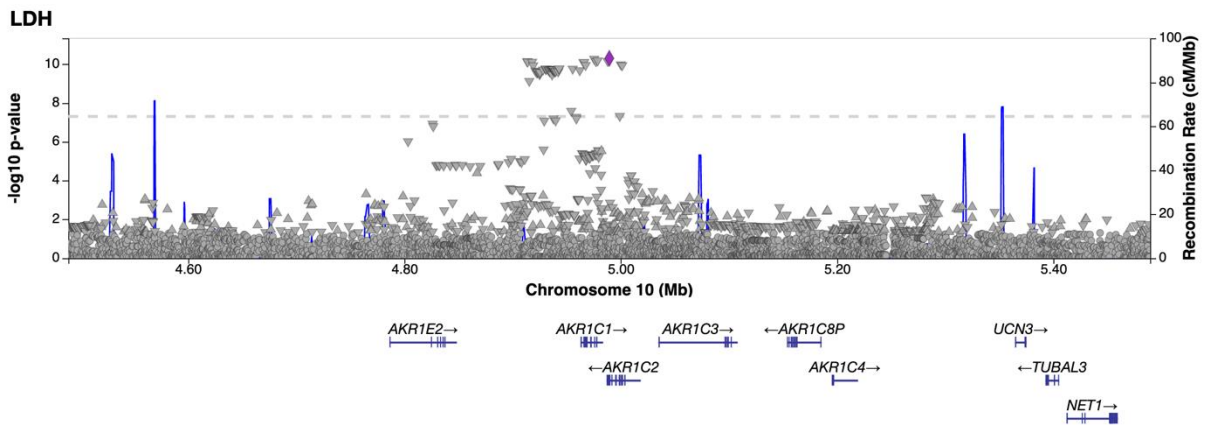 LDH
-log10 p-value
10
8
6
4
2
0
100
80
60
40
20
0
Recombination Rate (cM/Mb)
4.60 4.80 5.00 5.20 5.40
Chromosome 10 (Mb)
AKR1E2→ AKR1C1→ AKR1C3→ ←AKR1C8P UCN3→
←AKR1C2 AKR1C4→ ←TUBAL3
NET1→